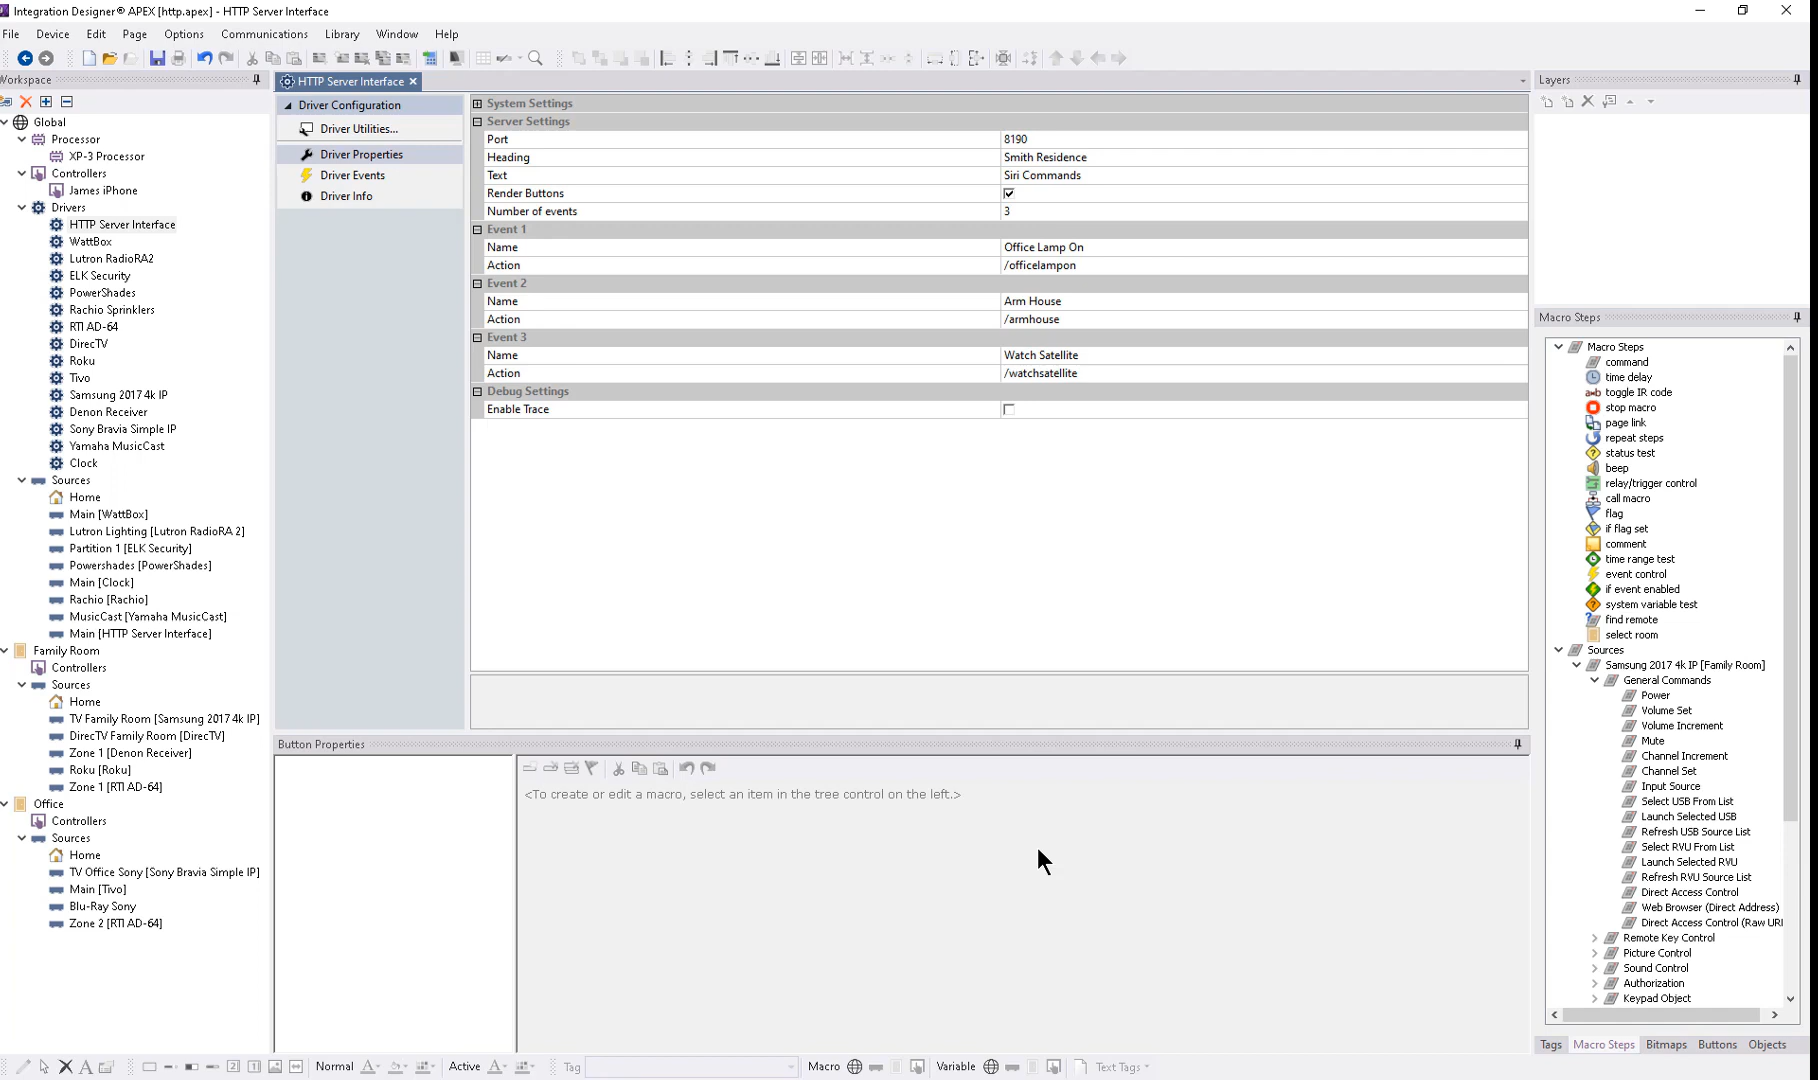 Integration Designer® APEX [http.apex] - HTTP Server Interface
File Device Edit Page Options Communications Library Window Help
Workspace
Global
Processor
XP-3 Processor
Controllers
James iPhone
Drivers
HTTP Server Interface
WattBox
Lutron RadioRA2
ELK Security
PowerShades
Rachio Sprinklers
RTI AD-64
DirecTV
Roku
Tivo
Samsung 2017 4k IP
Denon Receiver
Sony Bravia Simple IP
Yamaha MusicCast
Clock
Sources
Home
Main [WattBox]
Lutron Lighting [Lutron RadioRA 2]
Partition 1 [ELK Security]
Powershades [PowerShades]
Main [Clock]
Rachio [Rachio]
MusicCast [Yamaha MusicCast]
Main [HTTP Server Interface]
Family Room
Controllers
Sources
Home
TV Family Room [Samsung 2017 4k IP]
DirecTV Family Room [DirecTV]
Zone 1 [Denon Receiver]
Roku [Roku]
Zone 1 [RTI AD-64]
Office
Controllers
Sources
Home
TV Office Sony [Sony Bravia Simple IP]
Main [Tivo]
Blu-Ray Sony
Zone 2 [RTI AD-64]
HTTP Server Interface
Driver Configuration
Driver Utilities...
Driver Properties
Driver Events
Driver Info
System Settings
Server Settings
Port 8190
Heading Smith Residence
Text Siri Commands
Render Buttons
Number of events 3
Event 1
Name Office Lamp On
Action /officelampon
Event 2
Name Arm House
Action /armhouse
Event 3
Name Watch Satellite
Action /watchsatellite
Debug Settings
Enable Trace
Button Properties
<To create or edit a macro, select an item in the tree control on the left.>
Layers
Macro Steps
Macro Steps
command
time delay
toggle IR code
stop macro
page link
repeat steps
status test
beep
relay/trigger control
call macro
flag
if flag set
comment
time range test
event control
if event enabled
system variable test
find remote
select room
Sources
Samsung 2017 4k IP [Family Room]
General Commands
Power
Volume Set
Volume Increment
Mute
Channel Increment
Channel Set
Input Source
Select USB From List
Launch Selected USB
Refresh USB Source List
Select RVU From List
Launch Selected RVU
Refresh RVU Source List
Direct Access Control
Web Browser (Direct Address)
Direct Access Control (Raw URI
Remote Key Control
Picture Control
Sound Control
Authorization
Keypad Object
Tags Macro Steps Bitmaps Buttons Objects
Normal Active Tag Macro Variable Text Tags